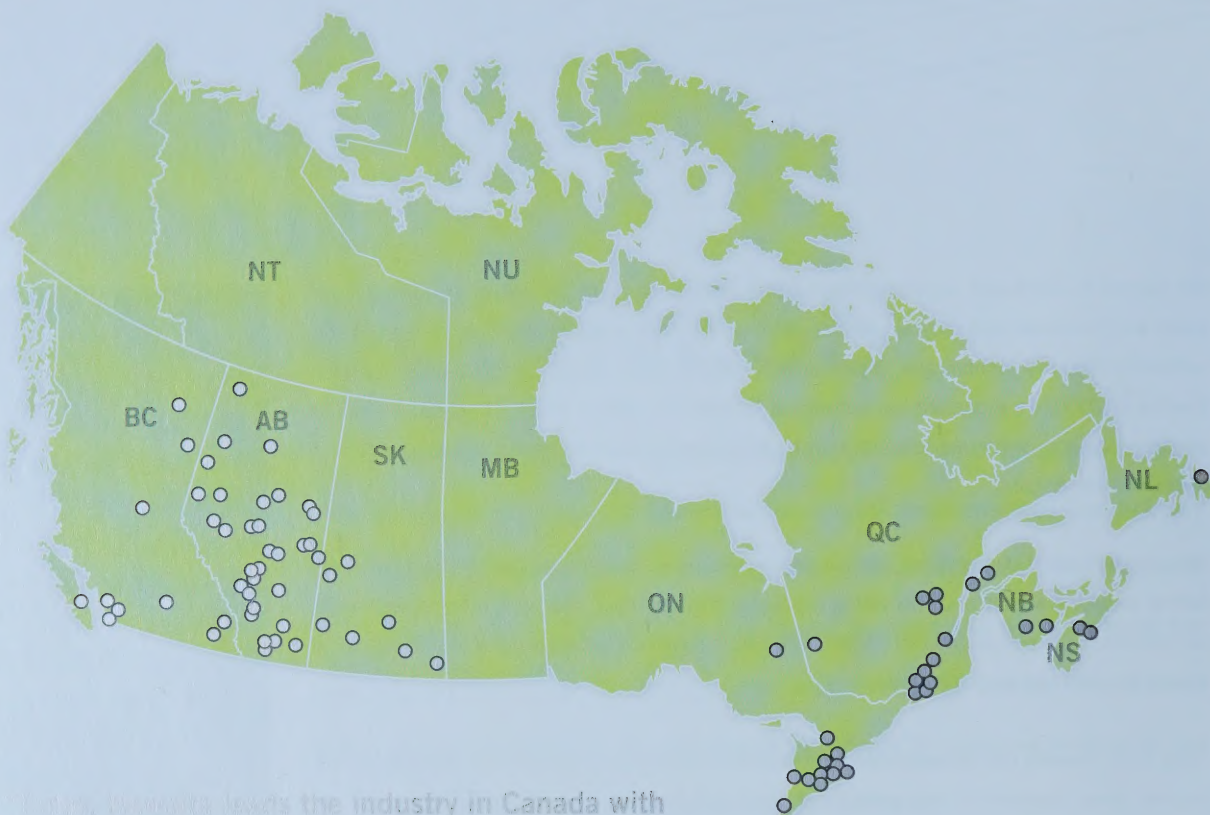 NT
NU
BC
AB
SK
MB
NL
QC
ON
NB
NS
leads the industry in Canada with